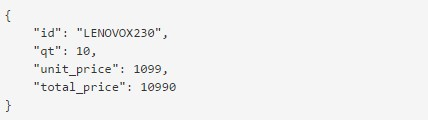 {
    "id": "LENOVOX230",
    "qt": 10,
    "unit_price": 1099,
    "total_price": 10990
}